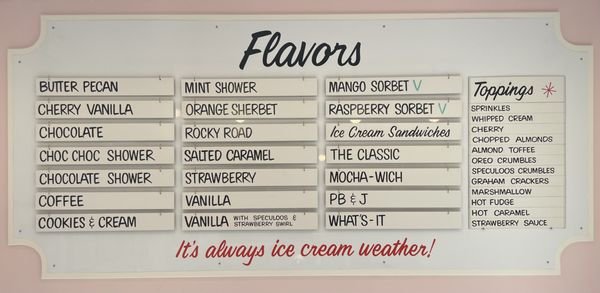 Flavors
BUTTER PECAN
CHERRY VANILLA
CHOCOLATE
CHOC CHOC SHOWER
CHOCOLATE SHOWER
COFFEE
COOKIES & CREAM
MINT SHOWER
ORANGE SHERBET
ROCKY ROAD
SALTED CARAMEL
STRAWBERRY
VANILLA
VANILLA WITH SPECULOOS &
STRAWBERRY SWIRL
MANGO SORBET V
RASPBERRY SORBET V
Ice Cream Sandwiches
THE CLASSIC
MOCHA-WICH
PB & J
WHAT'S-IT
Toppings
SPRINKLES
WHIPPED CREAM
CHERRY
CHOPPED ALMONDS
ALMOND TOFFEE
OREO CRUMBLES
SPECULOOS CRUMBLES
GRAHAM CRACKERS
MARSHMALLOW
HOT FUDGE
HOT CARAMEL
STRAWBERRY SAUCE
It's always ice cream weather!